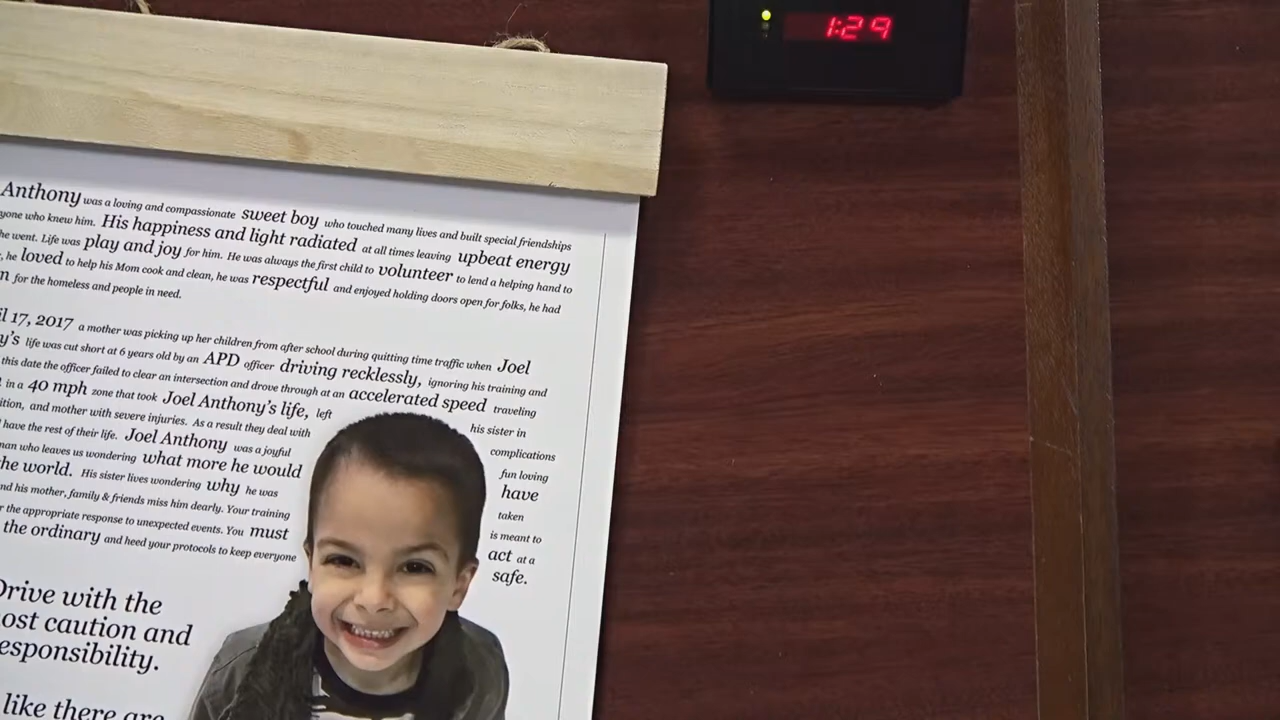 1:29
Anthony was a loving and compassionate sweet boy who touched many lives and built special friendships
who knew him. His happiness and light radiated at all times leaving upbeat energy
he went. Life was play and joy for him. He was always the first child to volunteer to lend a helping hand to
, he loved to help his Mom cook and clean, he was respectful and enjoyed holding doors open for folks, he had
for the homeless and people in need.
17, 2017 a mother was picking up her children from after school during quitting time traffic when Joel
life was cut short at 6 years old by an APD officer driving recklessly, ignoring his training and
this date the officer failed to clear an intersection and drove through at an accelerated speed traveling
in a 40 mph zone that took Joel Anthony's life, left his sister in
and mother with severe injuries. As a result they deal with complications
have the rest of their life. Joel Anthony was a joyful fun loving
who leaves us wondering what more he would have
the world. His sister lives wondering why he was taken
his mother, family & friends miss him dearly. Your training is meant to
the appropriate response to unexpected events. You must act at a
the ordinary and heed your protocols to keep everyone safe.
Drive with the
caution and
like there are